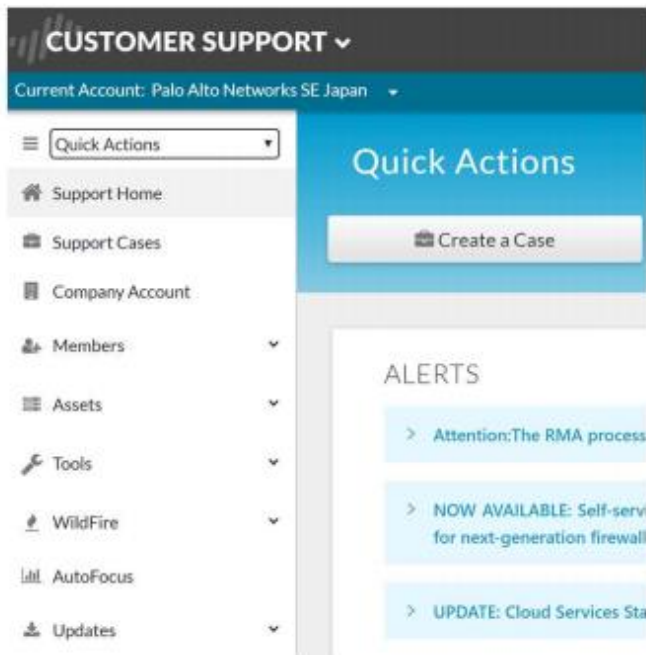 CUSTOMER SUPPORT
Current Account: Palo Alto Networks SE Japan
Quick Actions
Support Home
Support Cases
Company Account
Members
Assets
Tools
WildFire
AutoFocus
Updates
Quick Actions
Create a Case
ALERTS
Attention:The RMA process
NOW AVAILABLE: Self-servi
for next-generation firewall
UPDATE: Cloud Services Sta